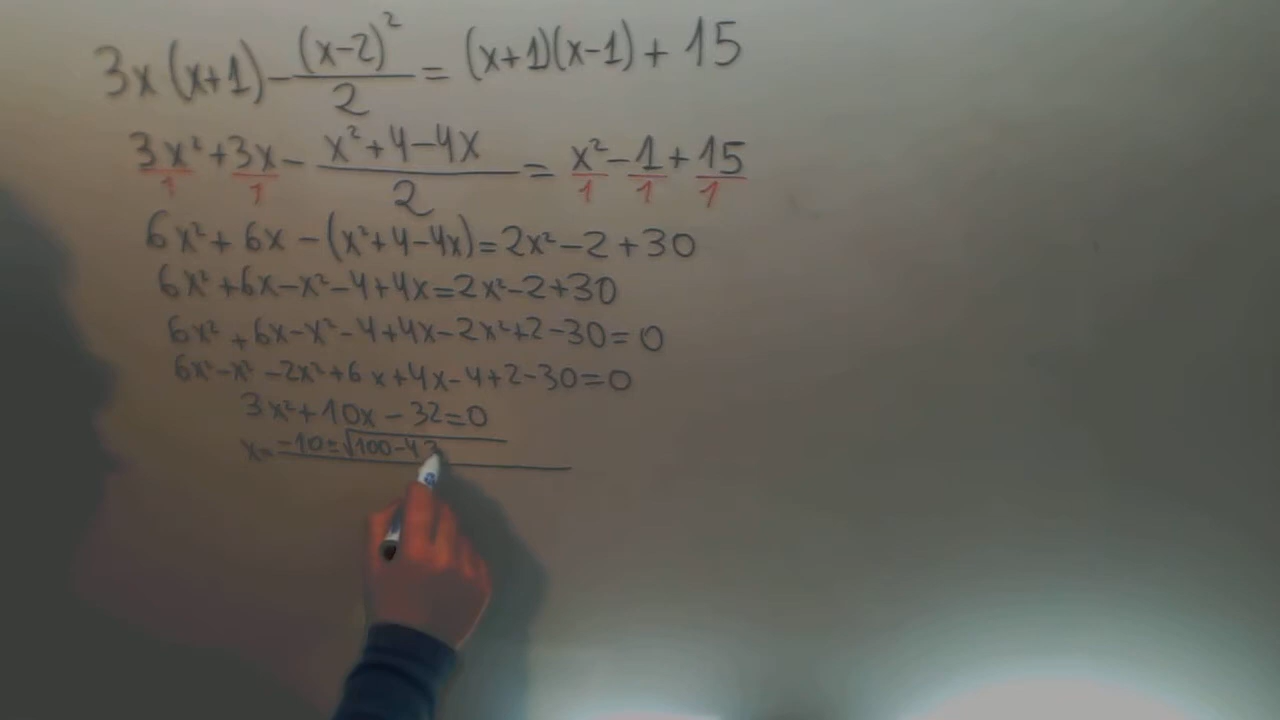 3x(x+1)-(x-2)²/2=(x+1)(x-1)+15
3x²/1+3x/1-(x²+4-4x)/2=x²/1-1/1+15/1
6x²+6x-(x²+4-4x)=2x²-2+30
6x²+6x-x²-4+4x=2x²-2+30
6x²+6x-x²-4+4x-2x²+2-30=0
6x²-x²-2x²+6x+4x-4+2-30=0
3x²+10x-32=0
x=-10±√100-4·3